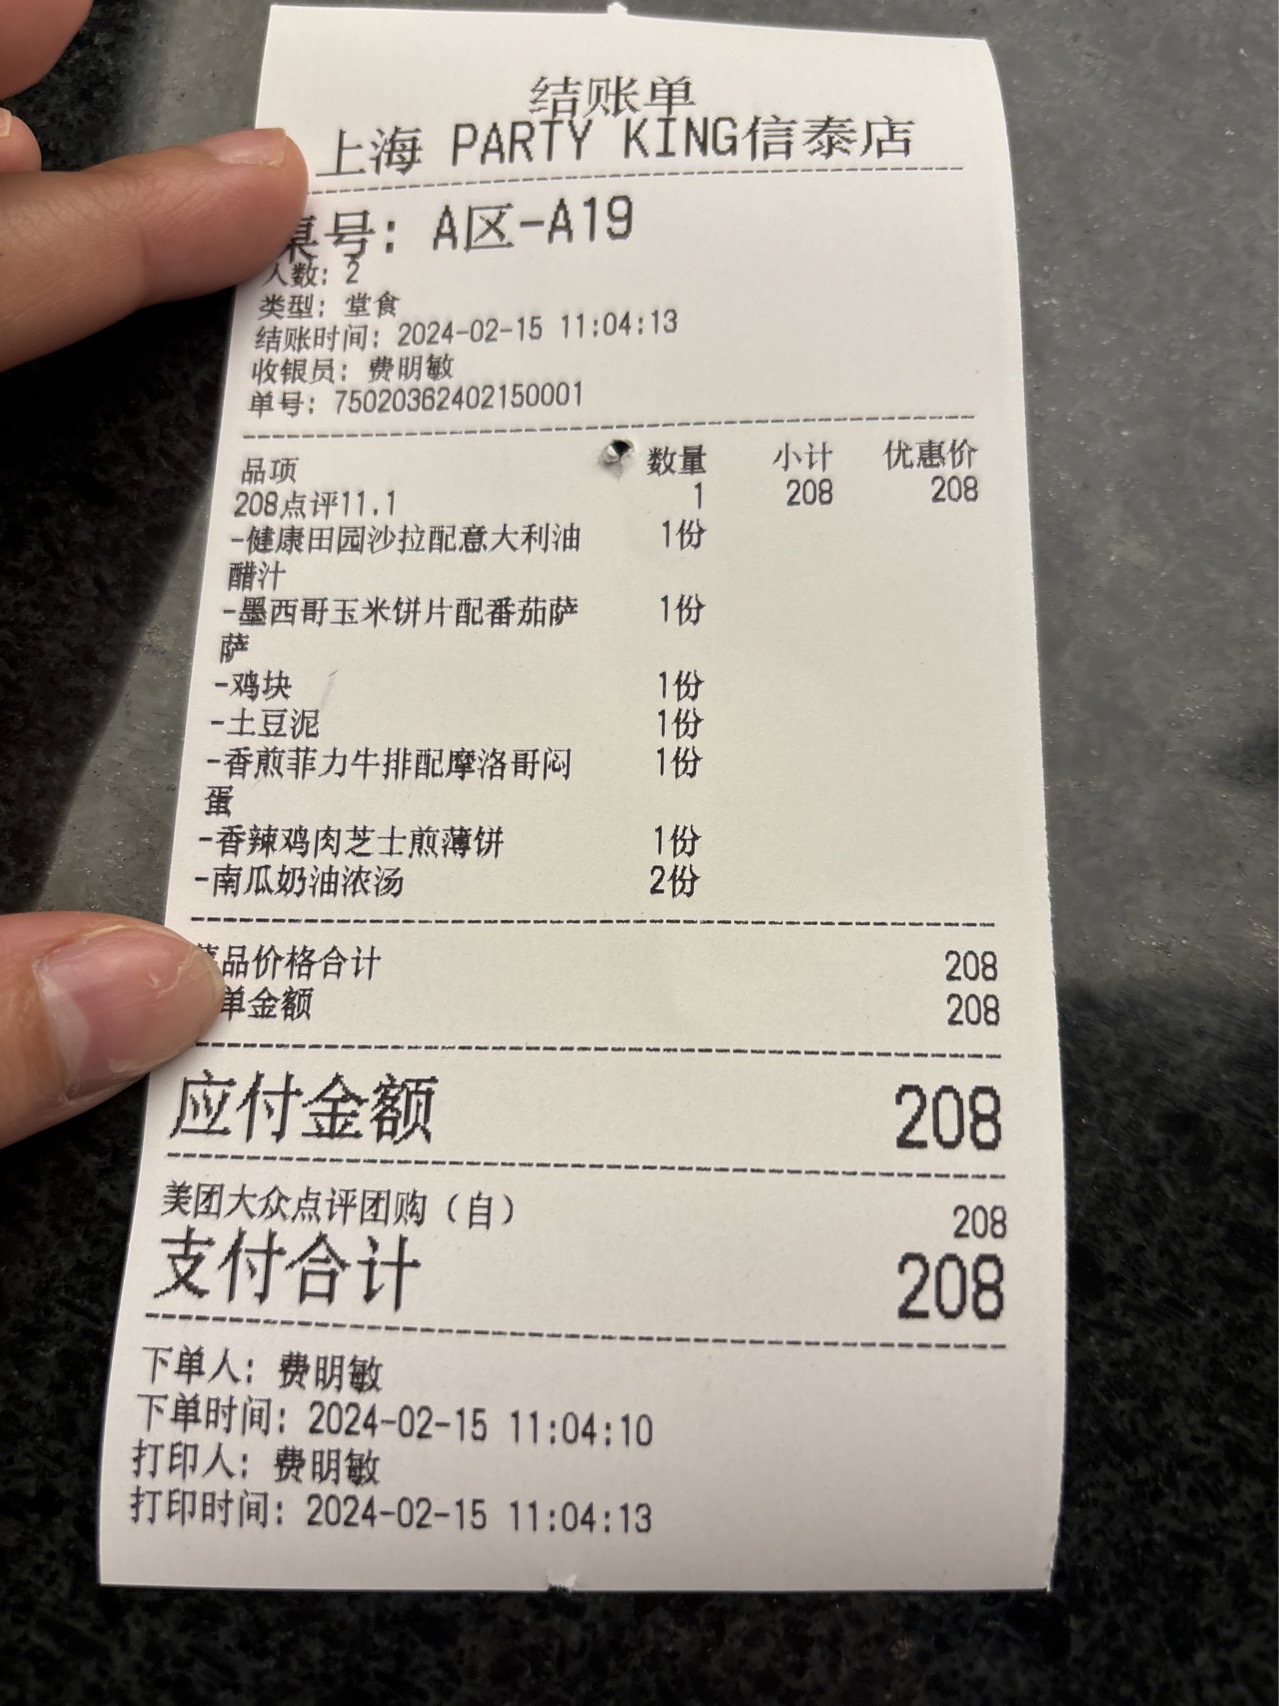 结账单
上海 PARTY KING信泰店
桌号: A区-A19
人数: 2
类型: 堂食
结账时间: 2024-02-15 11:04:13
收银员: 费明敏
单号: 75020362402150001
品项 数量 小计 优惠价
208点评11.1 1 208 208
-健康田园沙拉配意大利油 1份
醋汁
-墨西哥玉米饼片配番茄萨 1份
萨
-鸡块 1份
-土豆泥 1份
-香煎菲力牛排配摩洛哥闷 1份
蛋
-香辣鸡肉芝士煎薄饼 1份
-南瓜奶油浓汤 2份
菜品价格合计 208
单金额 208
应付金额 208
美团大众点评团购（自） 208
支付合计 208
下单人: 费明敏
下单时间: 2024-02-15 11:04:10
打印人: 费明敏
打印时间: 2024-02-15 11:04:13